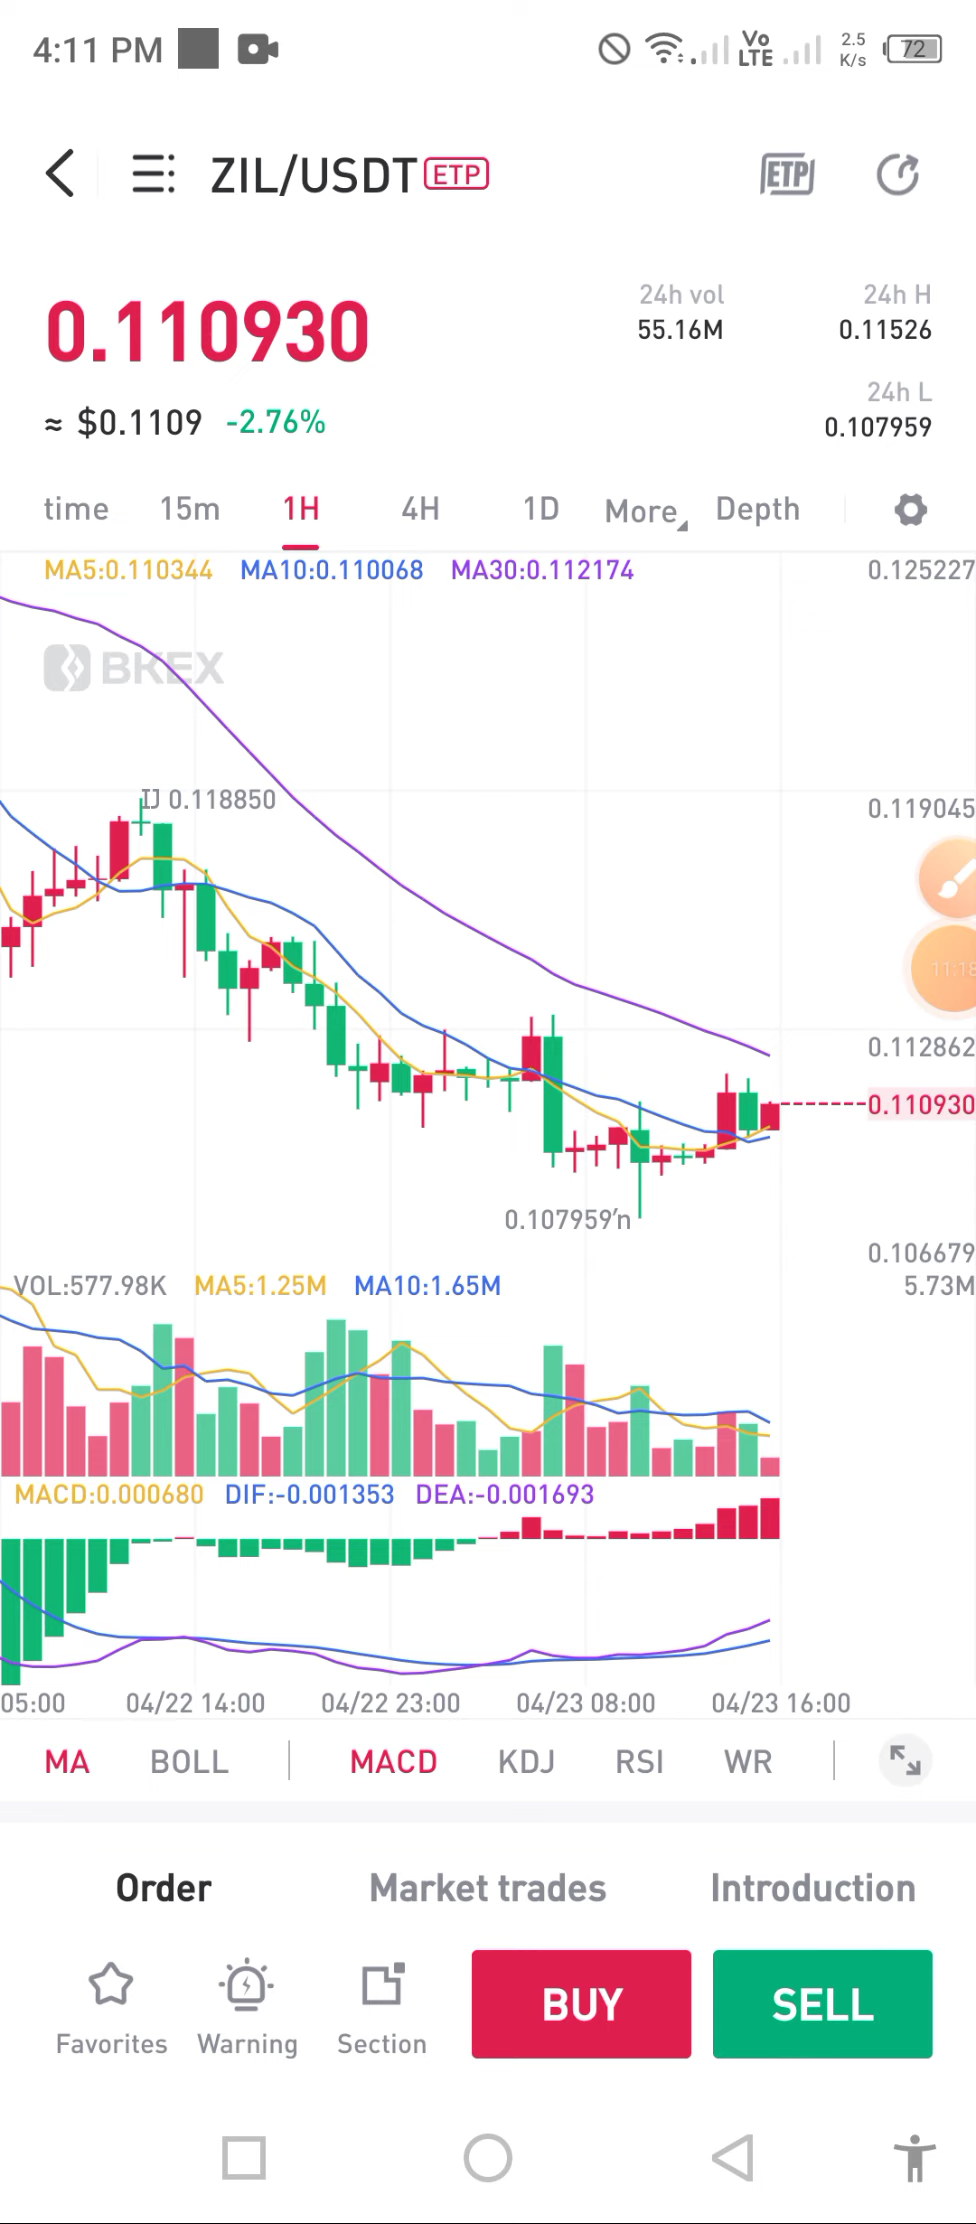 4:11 PM
Vo LTE
2.5 K/s
72
ZIL/USDT ETP
ETP
0.110930
≈ $0.1109 -2.76%
24h vol
55.16M
24h H
0.11526
24h L
0.107959
time 15m 1H 4H 1D More Depth
MA5:0.110344 MA10:0.110068 MA30:0.112174
0.125227
BKEX
0.118850
0.119045
11:18
0.112862
0.110930
0.107959
0.106679
VOL:577.98K MA5:1.25M MA10:1.65M
5.73M
MACD:0.000680 DIF:-0.001353 DEA:-0.001693
05:00 04/22 14:00 04/22 23:00 04/23 08:00 04/23 16:00
MA BOLL MACD KDJ RSI WR
Order Market trades Introduction
Favorites Warning Section
BUY SELL